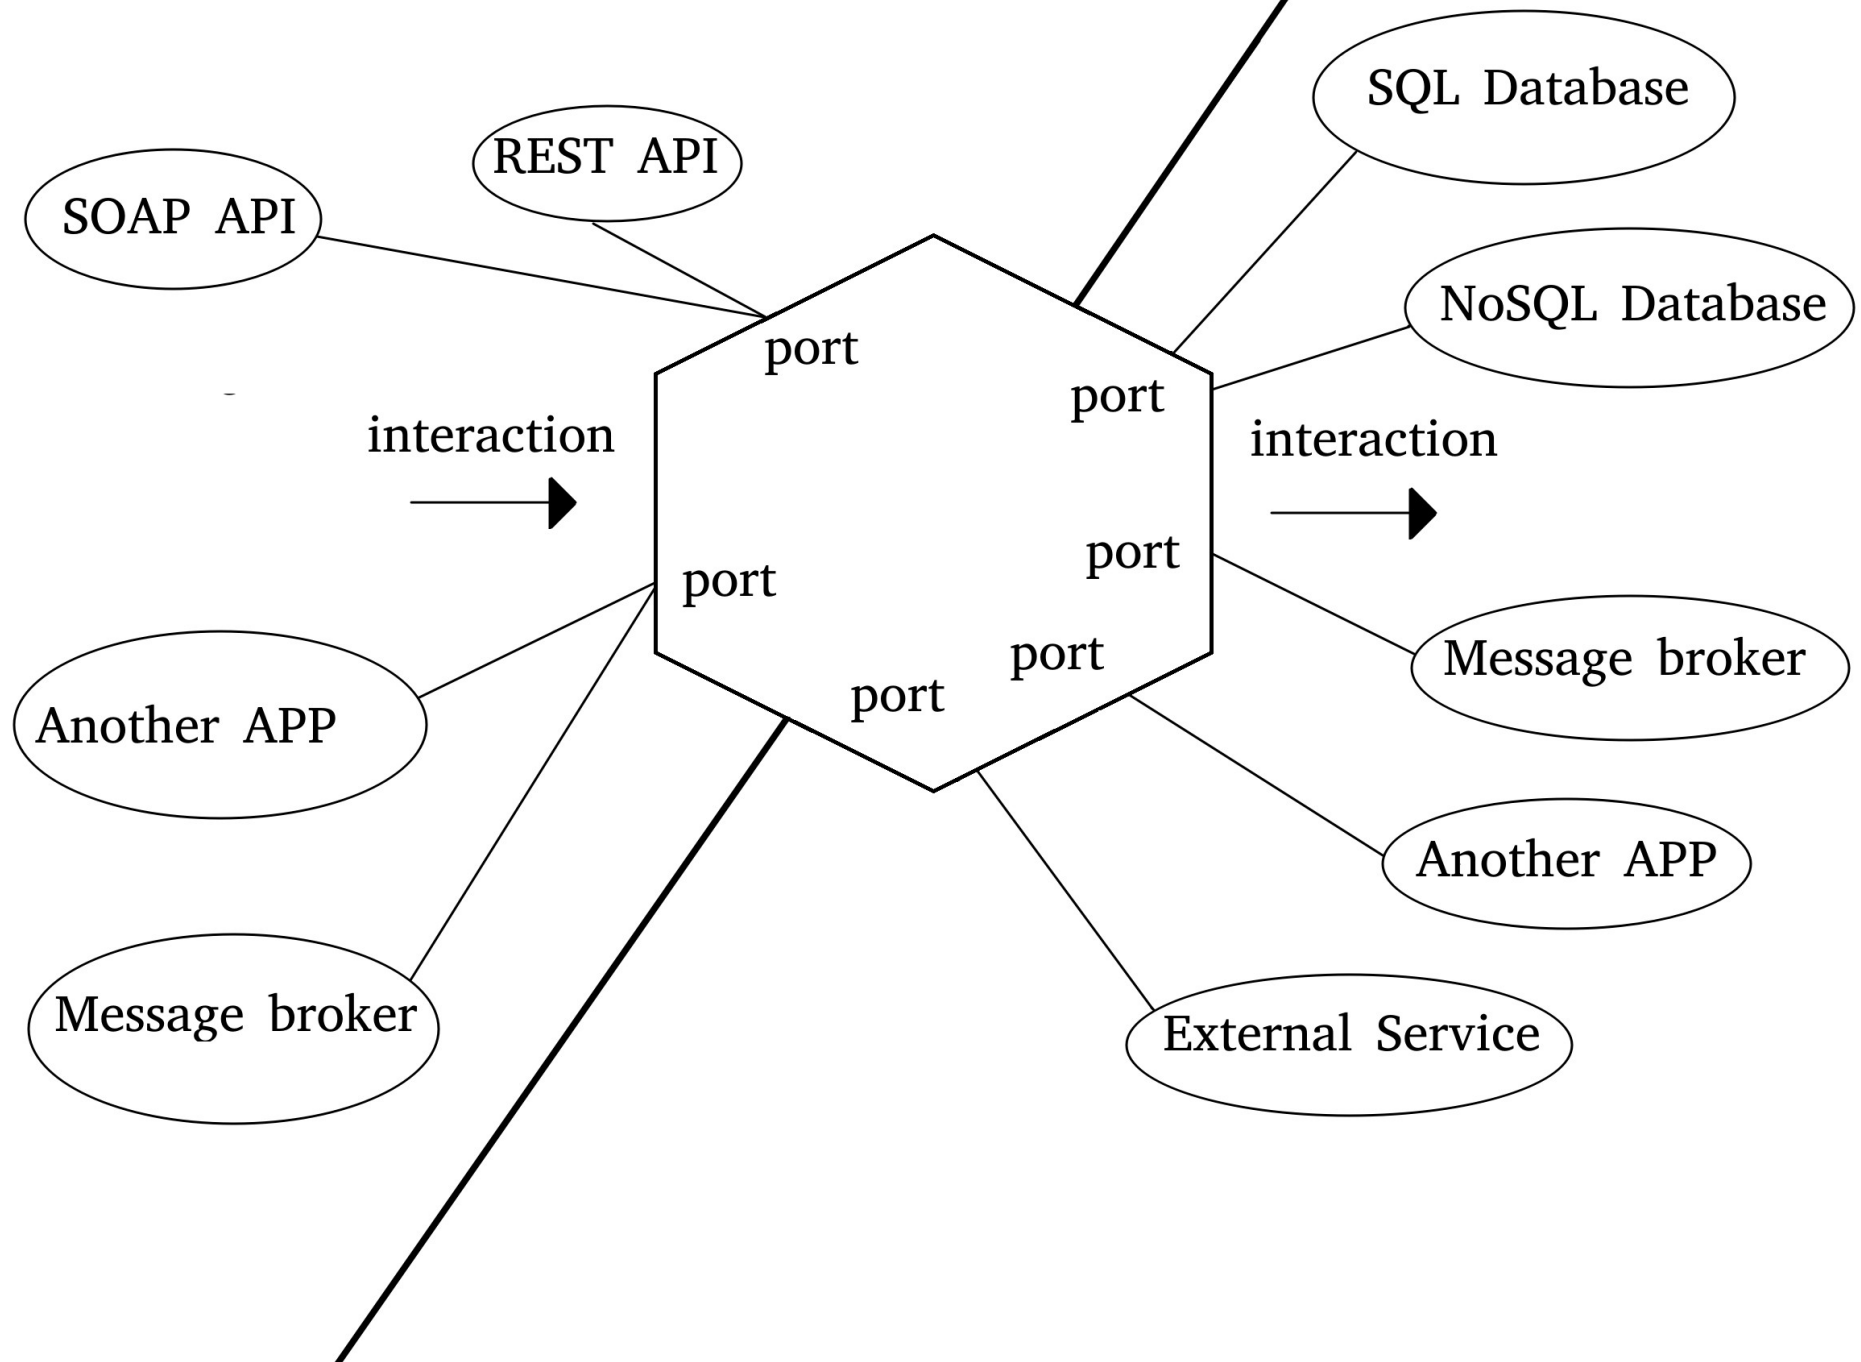 SQL Database
REST API
SOAP API
NoSQL Database
port
port
interaction
interaction
port
port
port
port
Message broker
Another APP
Another APP
Message broker
External Service